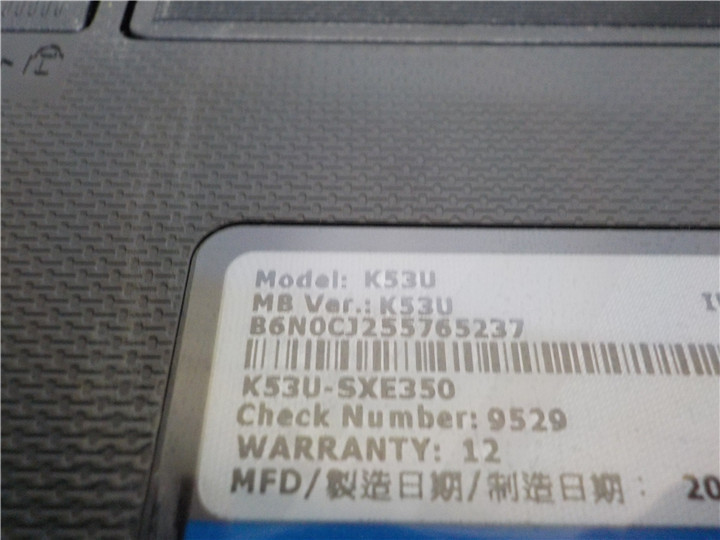 Model: K53U
MB Ver.: K53U
B6N0CJ255765237
K53U-SXE350
Check Number: 9529
WARRANTY: 12
MFD/製造日期/制造日期: 20